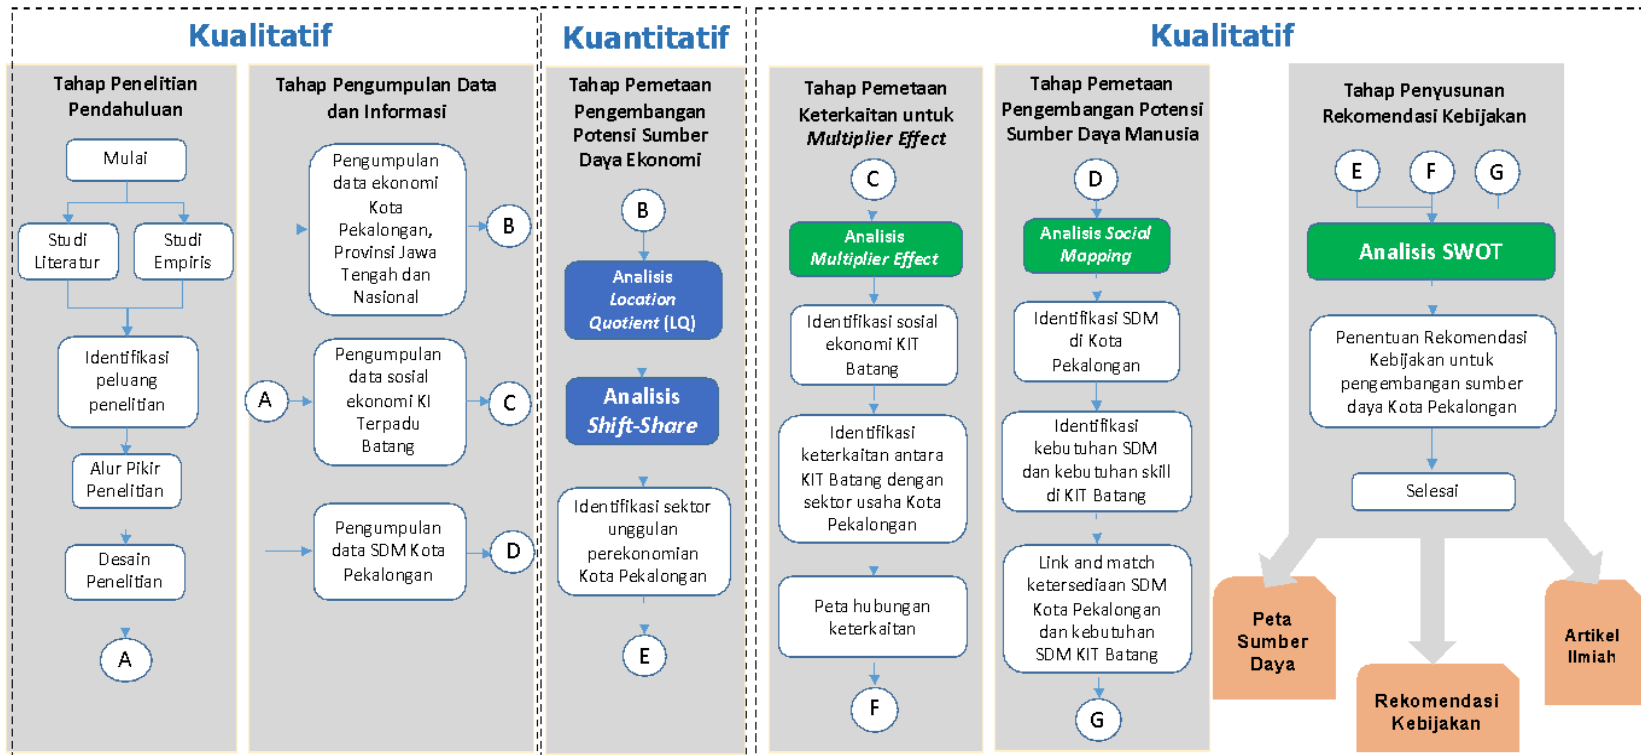 Kualitatif
Tahap Penelitian
Pendahuluan
Mulai
Studi
Literatur
Studi
Empiris
Identifikasi
peluang
penelitian
Alur Pikir
Penelitian
Desain
Penelitian
A
Tahap Pengumpulan Data
dan Informasi
Pengumpulan
data ekonomi
Kota
Pekalongan,
Provinsi Jawa
Tengah dan
Nasional
B
A
Pengumpulan
data sosial
ekonomi KI
Terpadu
Batang
C
Pengumpulan
data SDM Kota
Pekalongan
D
Kuantitatif
Tahap Pemetaan
Pengembangan
Potensi Sumber
Daya Ekonomi
B
Analisis
Location
Quotient (LQ)
Analisis
Shift-Share
Identifikasi sektor
unggulan
perekonomian
Kota Pekalongan
E
Kualitatif
Tahap Pemetaan
Keterkaitan untuk
Multiplier Effect
C
Analisis
Multiplier Effect
Identifikasi sosial
ekonomi KIT
Batang
Identifikasi
keterkaitan antara
KIT Batang dengan
sektor usaha Kota
Pekalongan
Peta hubungan
keterkaitan
F
Tahap Pemetaan
Pengembangan Potensi
Sumber Daya Manusia
D
Analisis Social
Mapping
Identifikasi SDM
di Kota
Pekalongan
Identifikasi
kebutuhan SDM
dan kebutuhan skill
di KIT Batang
Link and match
ketersediaan SDM
Kota Pekalongan
dan kebutuhan
SDM KIT Batang
G
Tahap Penyusunan
Rekomendasi Kebijakan
E
F
G
Analisis SWOT
Penentuan Rekomendasi
Kebijakan untuk
pengembangan sumber
daya Kota Pekalongan
Selesai
Peta
Sumber
Daya
Rekomendasi
Kebijakan
Artikel
Ilmiah